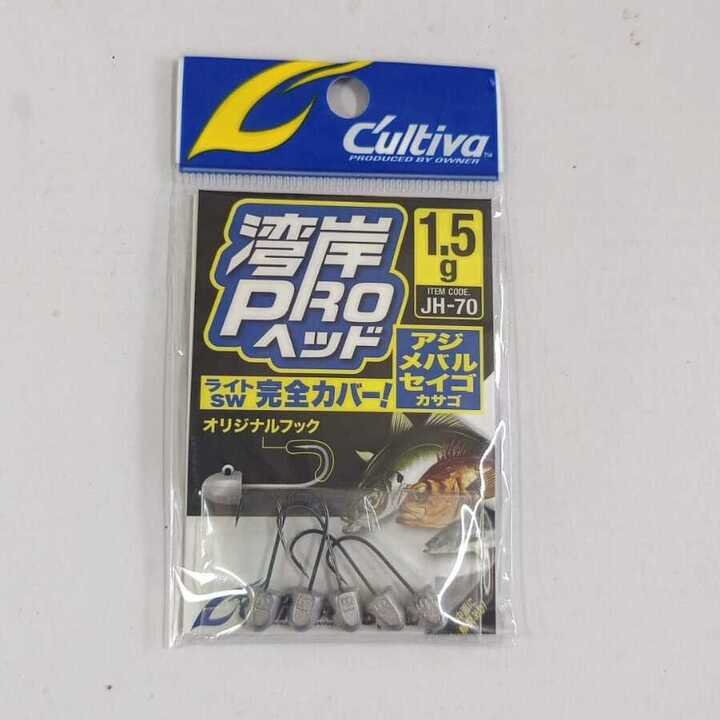 C'ultiva™
PRODUCED BY OWNER
湾岸
PRO
ヘッド
1.5
g
ITEM CODE.
JH-70
アジ
メバル
セイゴ
カサゴ
ライト
SW
完全カバー!
オリジナルフック